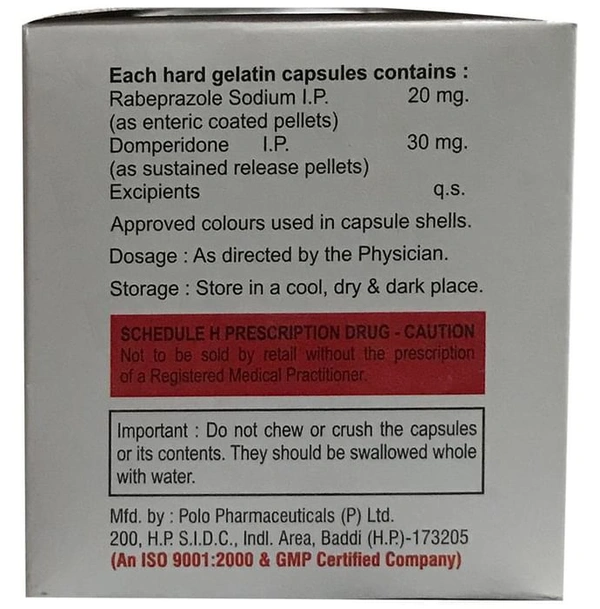 Each hard gelatin capsules contains :
Rabeprazole Sodium I.P. 20 mg.
(as enteric coated pellets)
Domperidone I.P. 30 mg.
(as sustained release pellets)
Excipients q.s.
Approved colours used in capsule shells.
Dosage : As directed by the Physician.
Storage : Store in a cool, dry & dark place.
SCHEDULE H PRESCRIPTION DRUG - CAUTION
Not to be sold by retail without the prescription
of a Registered Medical Practitioner.
Important : Do not chew or crush the capsules
or its contents. They should be swallowed whole
with water.
Mfd. by : Polo Pharmaceuticals (P) Ltd.
200, H.P. S.I.D.C., Indl. Area, Baddi (H.P.)-173205
(An ISO 9001:2000 & GMP Certified Company)